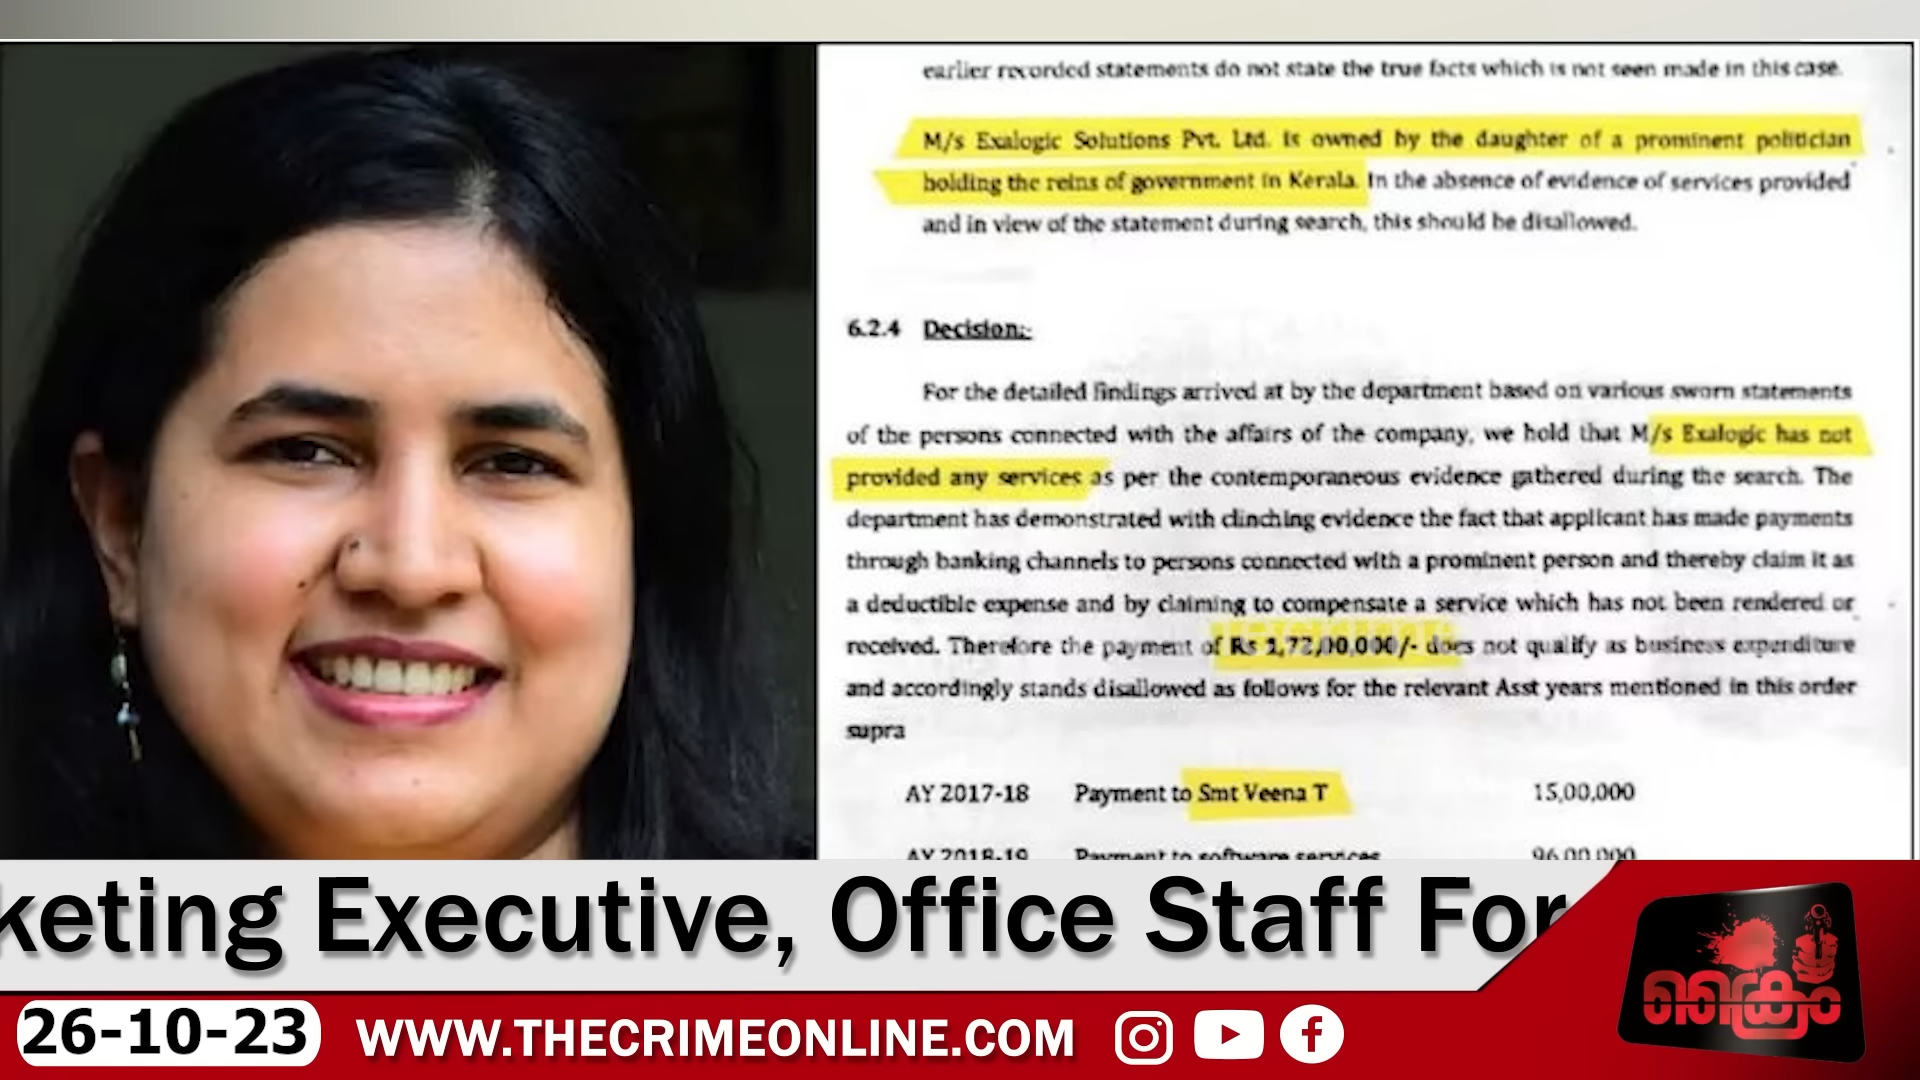 earlier recorded statements do not state the true facts which is not seen made in this case.
M/s Exalogic Solutions Pvt. Ltd. is owned by the daughter of a prominent politician
holding the reins of government in Kerala. In the absence of evidence of services provided
and in view of the statement during search, this should be disallowed.
6.2.4 Decision:-
For the detailed findings arrived at by the department based on various sworn statements
of the persons connected with the affairs of the company, we hold that M/s Exalogic has not
provided any services as per the contemporaneous evidence gathered during the search. The
department has demonstrated with clinching evidence the fact that applicant has made payments
through banking channels to persons connected with a prominent person and thereby claim it as
a deductible expense and by claiming to compensate a service which has not been rendered or
received. Therefore the payment of Rs 1,72,00,000/- does not qualify as business expenditure
and accordingly stands disallowed as follows for the relevant Asst years mentioned in this order
supra
AY 2017-18 Payment to Smt Veena T 15,00,000
AY 2018-19 Payment to software services 96,00,000
keting Executive, Office Staff For
ക്രൈം
26-10-23 WWW.THECRIMEONLINE.COM